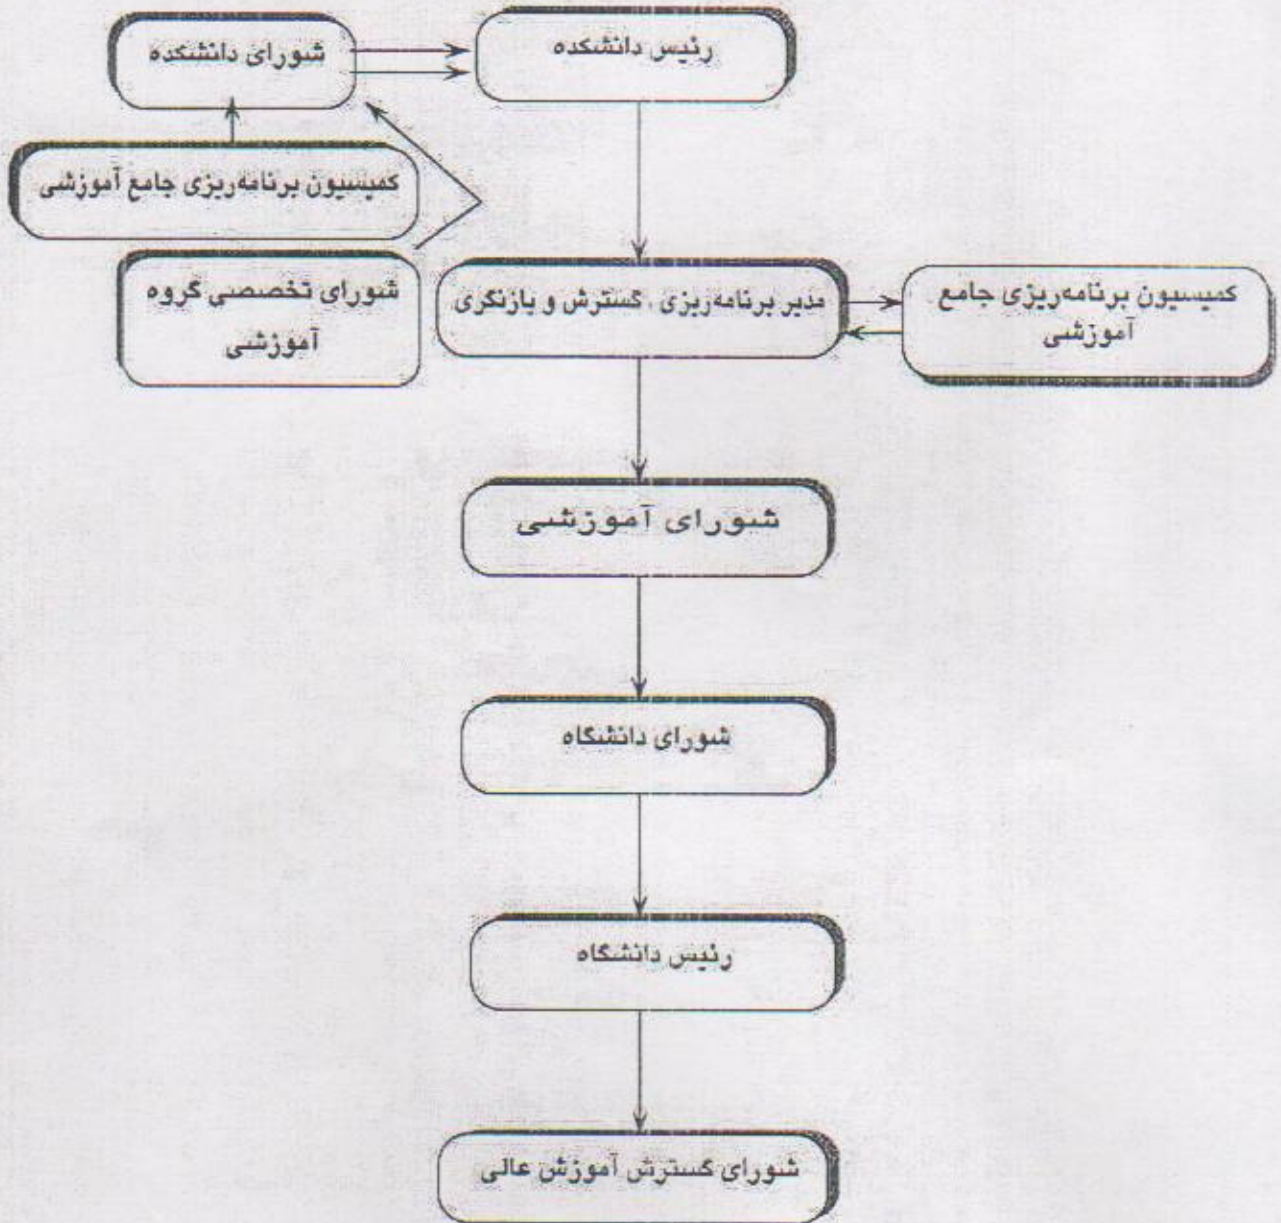 رئیس دانشکده
شورای دانشکده
کمیسیون برنامه‌ریزی جامع آموزشی
شورای تخصصی گروه
آموزشی
مدیر برنامه‌ریزی ، گسترش و بازنگری
کمیسیون برنامه‌ریزی جامع
آموزشی
شورای آموزشی
شورای دانشگاه
رئیس دانشگاه
شورای گسترش آموزش عالی